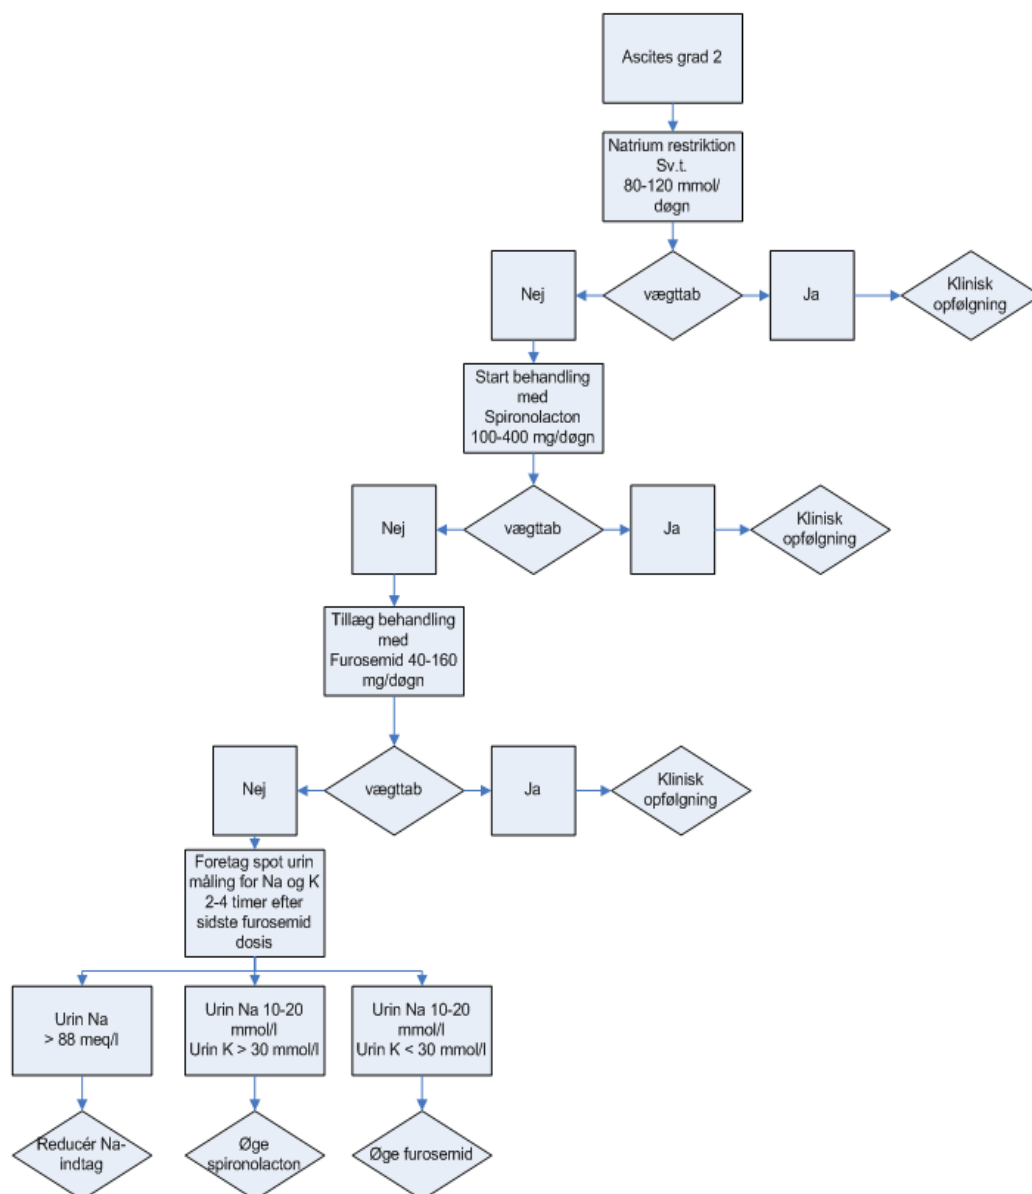 Ascites grad 2
Natrium restriktion
Sv.t.
80-120 mmol/
døgn
Nej
vægttab
Ja
Klinisk
opfølgning
Start behandling
med
Spironolacton
100-400 mg/døgn
Nej
vægttab
Ja
Klinisk
opfølgning
Tillæg behandling
med
Furosemid 40-160
mg/døgn
Nej
vægttab
Ja
Klinisk
opfølgning
Foretag spot urin
måling for Na og K
2-4 timer efter
sidste furosemid
dosis
Urin Na
> 88 meq/l
Urin Na 10-20
mmol/l
Urin K > 30 mmol/l
Urin Na 10-20
mmol/l
Urin K < 30 mmol/l
Reducér Na-
indtag
Øge
spironolacton
Øge furosemid